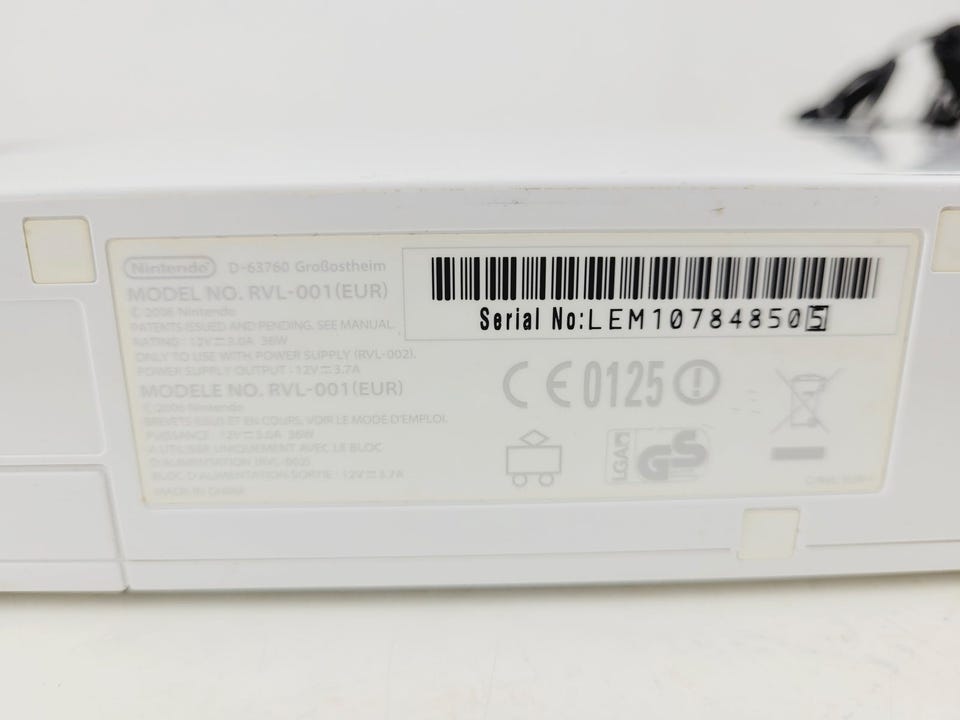 Nintendo D-63760 Großostheim
MODEL NO. RVL-001(EUR)
© 2006 Nintendo
PATENTS ISSUED AND PENDING. SEE MANUAL.
RATING : 12V⎓3.0A 36W
ONLY TO USE WITH POWER SUPPLY (RVL-002).
POWER SUPPLY OUTPUT : 12V⎓3.7A
MODELE NO. RVL-001(EUR)
© 2006 Nintendo
BREVETS EMIS ET EN COURS, VOIR LE MODE D'EMPLOI.
PUISSANCE : 12V⎓3.0A 36W
A UTILISER UNIQUEMENT AVEC LE BLOC
D'ALIMENTATION (RVL-002)
BLOC D'ALIMENTATION SORTIE : 12V⎓3.7A
MADE IN CHINA
Serial No:LEM107848505
CE0125
LGA
GS